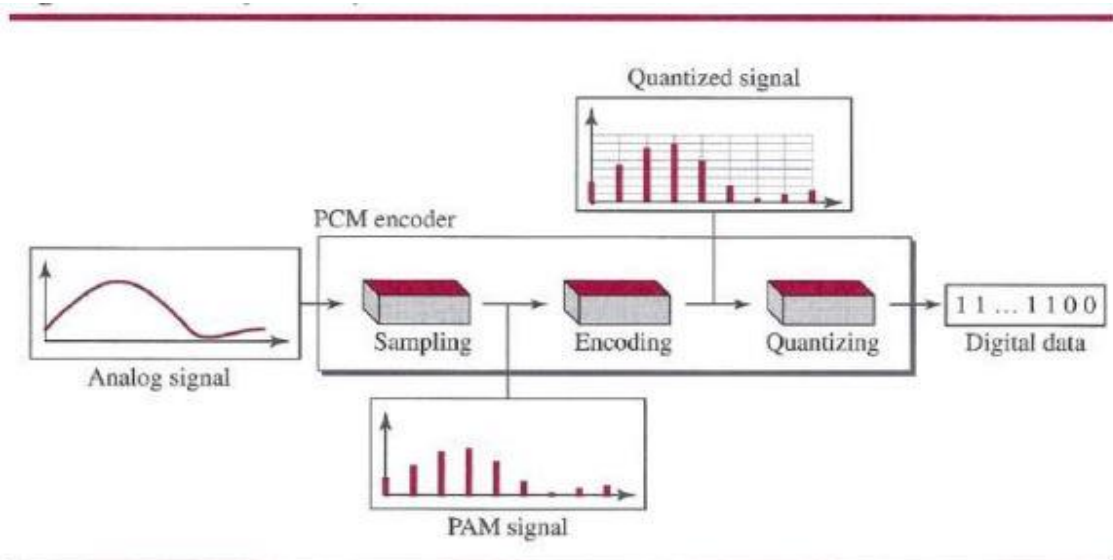 Quantized signal
PCM encoder
Sampling
Encoding
Quantizing
11...1100
Digital data
Analog signal
PAM signal